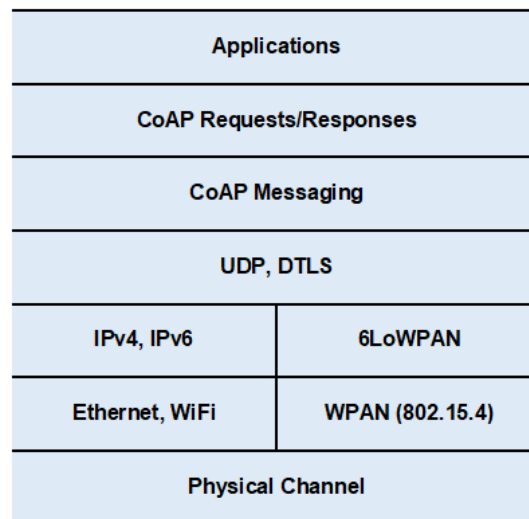 Applications
CoAP Requests/Responses
CoAP Messaging
UDP, DTLS
IPv4, IPv6
6LoWPAN
Ethernet, WiFi
WPAN (802.15.4)
Physical Channel